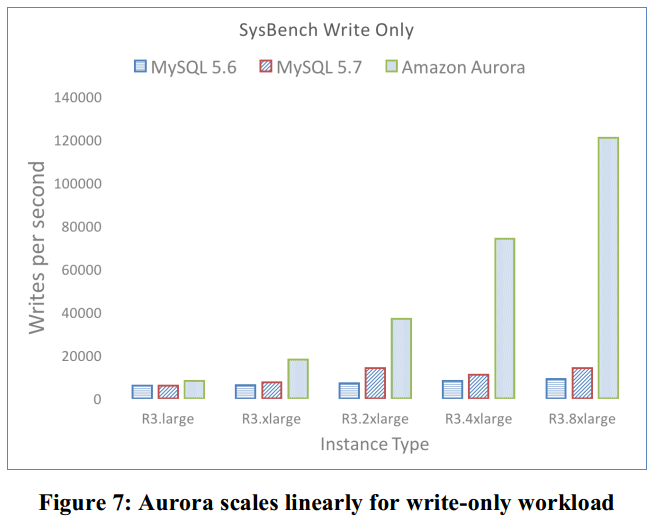 SysBench Write Only
MySQL 5.6 MySQL 5.7 Amazon Aurora
Writes per second
140000
120000
100000
80000
60000
40000
20000
0
R3.large R3.xlarge R3.2xlarge R3.4xlarge R3.8xlarge
Instance Type
Figure 7: Aurora scales linearly for write-only workload